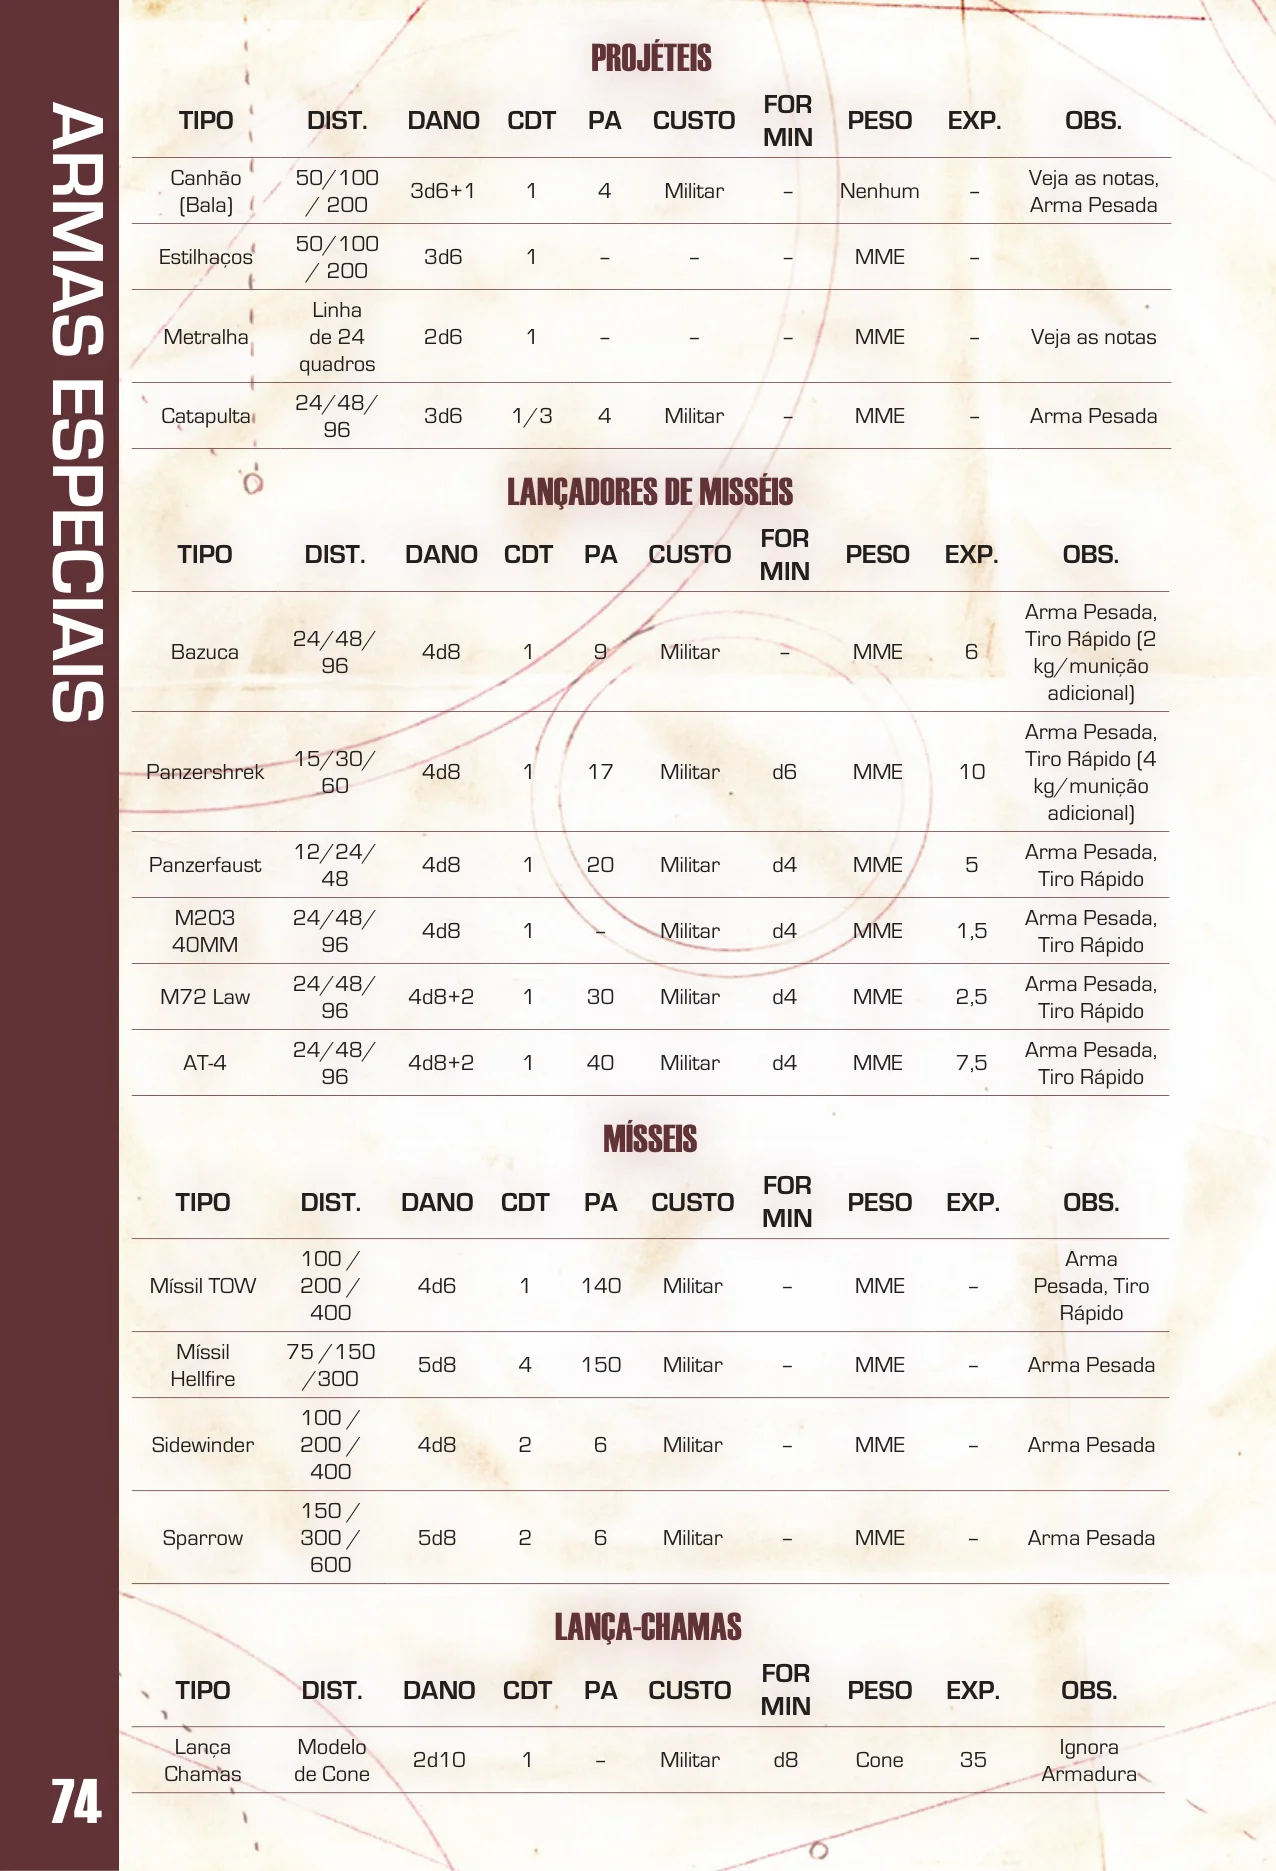 ARMAS ESPECIAIS
PROJÉTEIS
TIPO DIST. DANO CDT PA CUSTO FOR MIN PESO EXP. OBS.
Canhão (Bala) 50/100 / 200 3d6+1 1 4 Militar – Nenhum – Veja as notas, Arma Pesada
Estilhaços 50/100 / 200 3d6 1 – – – MME –
Metralha Linha de 24 quadros 2d6 1 – – – MME – Veja as notas
Catapulta 24/48/ 96 3d6 1/3 4 Militar – MME – Arma Pesada
LANÇADORES DE MISSÉIS
TIPO DIST. DANO CDT PA CUSTO FOR MIN PESO EXP. OBS.
Bazuca 24/48/ 96 4d8 1 9 Militar – MME 6 Arma Pesada, Tiro Rápido (2 kg/munição adicional)
Panzershrek 15/30/ 60 4d8 1 17 Militar d6 MME 10 Arma Pesada, Tiro Rápido (4 kg/munição adicional)
Panzerfaust 12/24/ 48 4d8 1 20 Militar d4 MME 5 Arma Pesada, Tiro Rápido
M203 40MM 24/48/ 96 4d8 1 – Militar d4 MME 1,5 Arma Pesada, Tiro Rápido
M72 Law 24/48/ 96 4d8+2 1 30 Militar d4 MME 2,5 Arma Pesada, Tiro Rápido
AT-4 24/48/ 96 4d8+2 1 40 Militar d4 MME 7,5 Arma Pesada, Tiro Rápido
MÍSSEIS
TIPO DIST. DANO CDT PA CUSTO FOR MIN PESO EXP. OBS.
Míssil TOW 100 / 200 / 400 4d6 1 140 Militar – MME – Arma Pesada, Tiro Rápido
Míssil Hellfire 75 /150 /300 5d8 4 150 Militar – MME – Arma Pesada
Sidewinder 100 / 200 / 400 4d8 2 6 Militar – MME – Arma Pesada
Sparrow 150 / 300 / 600 5d8 2 6 Militar – MME – Arma Pesada
LANÇA-CHAMAS
TIPO DIST. DANO CDT PA CUSTO FOR MIN PESO EXP. OBS.
Lança Chamas Modelo de Cone 2d10 1 – Militar d8 Cone 35 Ignora Armadura
74